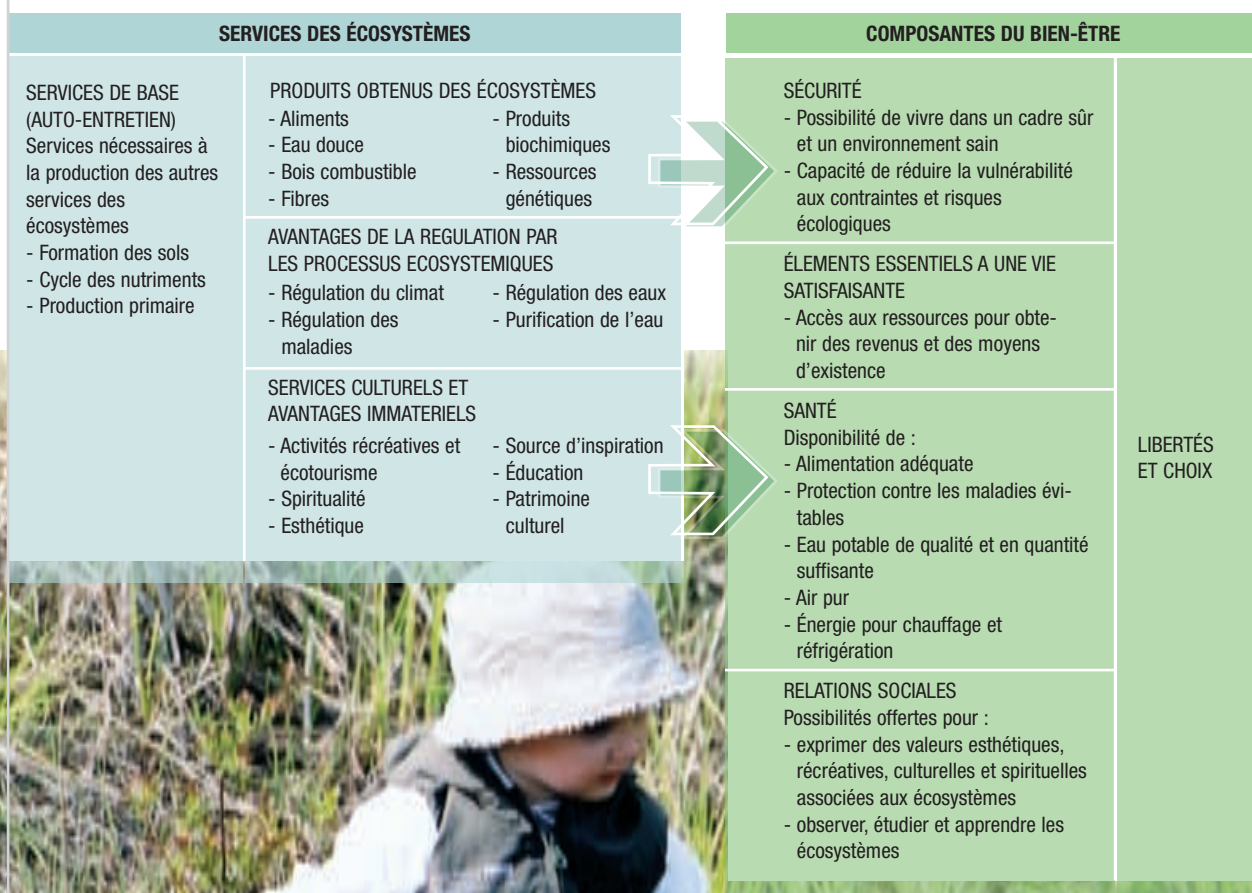 SERVICES DES ÉCOSYSTÈMES
SERVICES DE BASE
(AUTO-ENTRETIEN)
Services nécessaires à
la production des autres
services des
écosystèmes
- Formation des sols
- Cycle des nutriments
- Production primaire
PRODUITS OBTENUS DES ÉCOSYSTÈMES
- Aliments
- Eau douce
- Bois combustible
- Fibres
- Produits
biochimiques
- Ressources
génétiques
AVANTAGES DE LA REGULATION PAR
LES PROCESSUS ECOSYSTEMIQUES
- Régulation du climat
- Régulation des
maladies
- Régulation des eaux
- Purification de l’eau
SERVICES CULTURELS ET
AVANTAGES IMMATERIELS
- Activités récréatives et
écotourisme
- Spiritualité
- Esthétique
- Source d’inspiration
- Éducation
- Patrimoine
culturel
COMPOSANTES DU BIEN-ÊTRE
SÉCURITÉ
- Possibilité de vivre dans un cadre sûr
et un environnement sain
- Capacité de réduire la vulnérabilité
aux contraintes et risques
écologiques
ÉLEMENTS ESSENTIELS A UNE VIE
SATISFAISANTE
- Accès aux ressources pour obte-
nir des revenus et des moyens
d’existence
SANTÉ
Disponibilité de :
- Alimentation adéquate
- Protection contre les maladies évi-
tables
- Eau potable de qualité et en quantité
suffisante
- Air pur
- Énergie pour chauffage et
réfrigération
RELATIONS SOCIALES
Possibilités offertes pour :
- exprimer des valeurs esthétiques,
récréatives, culturelles et spirituelles
associées aux écosystèmes
- observer, étudier et apprendre les
écosystèmes
LIBERTÉS
ET CHOIX